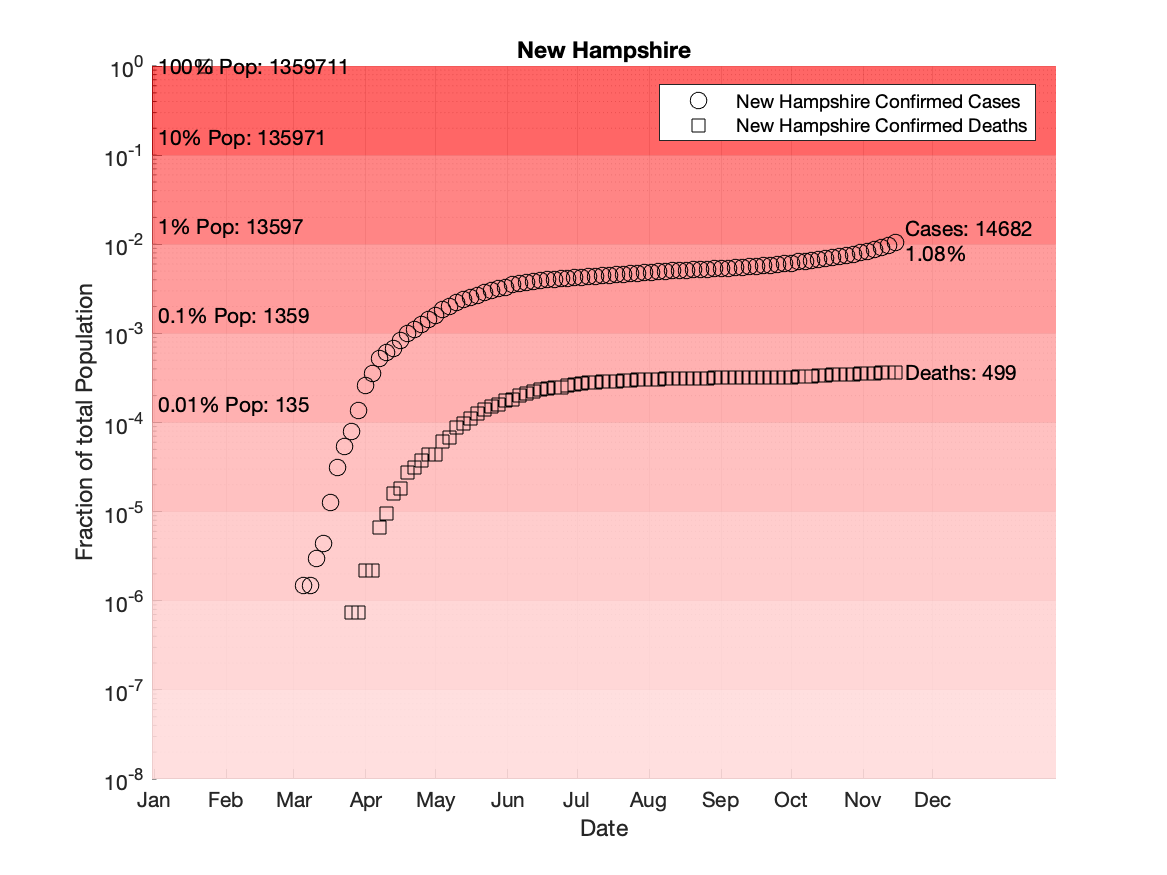 New Hampshire
10^0
100% Pop: 1359711
New Hampshire Confirmed Cases
New Hampshire Confirmed Deaths
10% Pop: 135971
10^-1
1% Pop: 13597
10^-2
Cases: 14682
1.08%
0.1% Pop: 1359
10^-3
Deaths: 499
0.01% Pop: 135
10^-4
10^-5
10^-6
10^-7
10^-8
Fraction of total Population
Jan Feb Mar Apr May Jun Jul Aug Sep Oct Nov Dec
Date